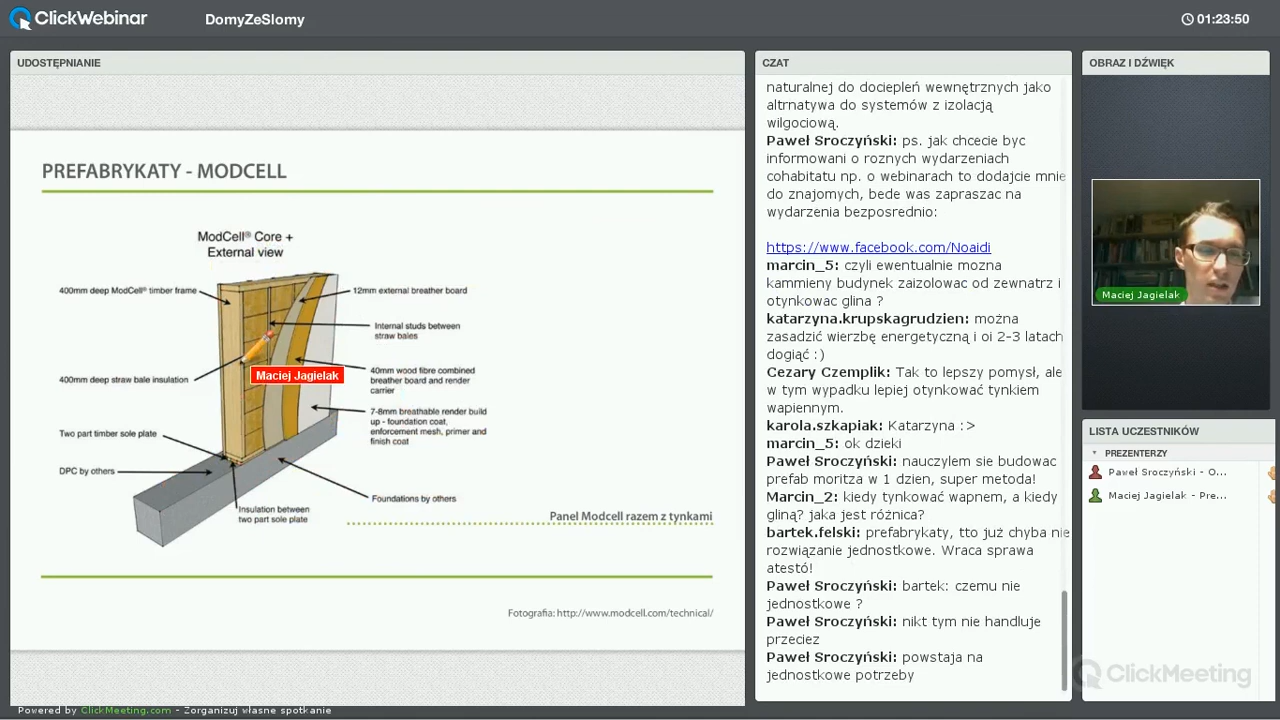 ClickWebinar
DomyZeSlomy
01:23:50
UDOSTĘPNIANIE
PREFABRYKATY - MODCELL
ModCell® Core +
External view
400mm deep ModCell® timber frame
12mm external breather board
Internal studs between
straw bales
400mm deep straw bale insulation
Maciej Jagielak
40mm wood fibre combined
breather board and render
carrier
7-8mm breathable render build
up - foundation coat,
enforcement mesh, primer and
finish coat
Two part timber sole plate
DPC by others
Foundations by others
Insulation between
two part sole plate
Panel Modcell razem z tynkami
Fotografia: http://www.modcell.com/technical/
CZAT
naturalnej do dociepleń wewnętrznych jako
altrnatywa do systemów z izolacją
wilgociową.
Paweł Sroczyński: ps. jak chcecie byc
informowani o roznych wydarzeniach
cohabitatu np. o webinarach to dodajcie mnie
do znajomych, bede was zapraszac na
wydarzenia bezposrednio:
https://www.facebook.com/Noaidi
marcin_5: czyli ewentualnie mozna
kammieny budynek zaizolowac od zewnatrz i
otynkowac glina ?
katarzyna.krupskagrudzien: można
zasadzić wierzbę energetyczną i oi 2-3 latach
dogiąć :)
Cezary Czemplik: Tak to lepszy pomysł, ale
w tym wypadku lepiej otynkować tynkiem
wapiennym.
karola.szkapiak: Katarzyna :>
marcin_5: ok dzieki
Paweł Sroczyński: nauczylem sie budowac
prefab moritza w 1 dzien, super metoda!
Marcin_2: kiedy tynkować wapnem, a kiedy
gliną? jaka jest różnica?
bartek.felski: prefabrykaty, tto już chyba nie
rozwiązanie jednostkowe. Wraca sprawa
atestó!
Paweł Sroczyński: bartek: czemu nie
jednostkowe ?
Paweł Sroczyński: nikt tym nie handluje
przeciez
Paweł Sroczyński: powstaja na
jednostkowe potrzeby
OBRAZ I DŹWIĘK
Maciej Jagielak
LISTA UCZESTNIKÓW
PREZENTERZY
Paweł Sroczyński - O...
Maciej Jagielak - Pre...
ClickMeeting
Powered by ClickMeeting.com - Zorganizuj własne spotkanie